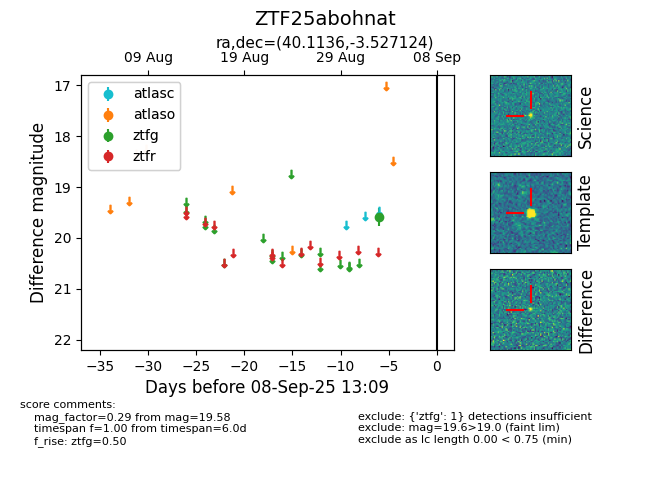 ZTF25abohnat
ra,dec=(40.1136,-3.527124)
09 Aug
19 Aug
29 Aug
08 Sep
17
18
19
20
21
22
Difference magnitude
atlasc
atlaso
ztfg
ztfr
−35
−30
−25
−20
−15
−10
−5
0
Days before 08-Sep-25 13:09
Science
Template
Difference
score comments:
mag_factor=0.29 from mag=19.58
timespan f=1.00 from timespan=6.0d
f_rise: ztfg=0.50
exclude: {'ztfg': 1} detections insufficient
exclude: mag=19.6>19.0 (faint lim)
exclude as lc length 0.00 < 0.75 (min)